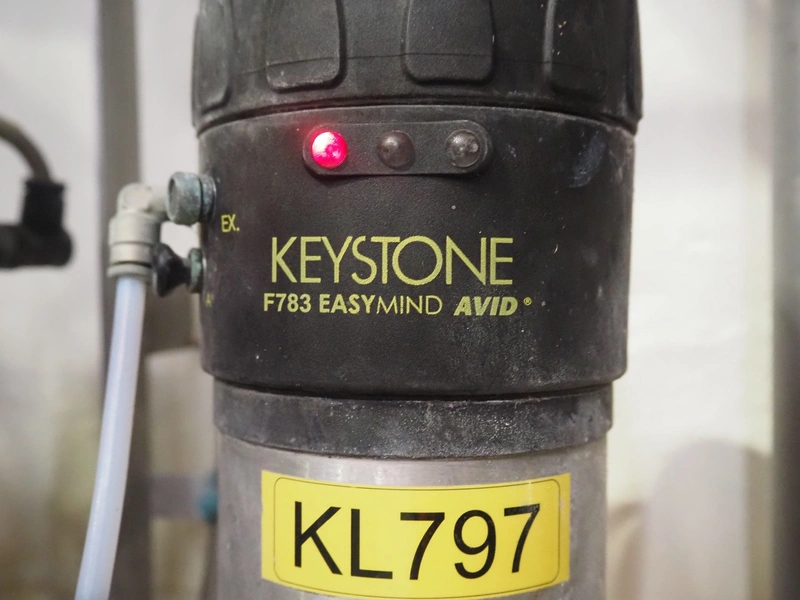 EX.
KEYSTONE
F783 EASYMIND AVID®
KL797